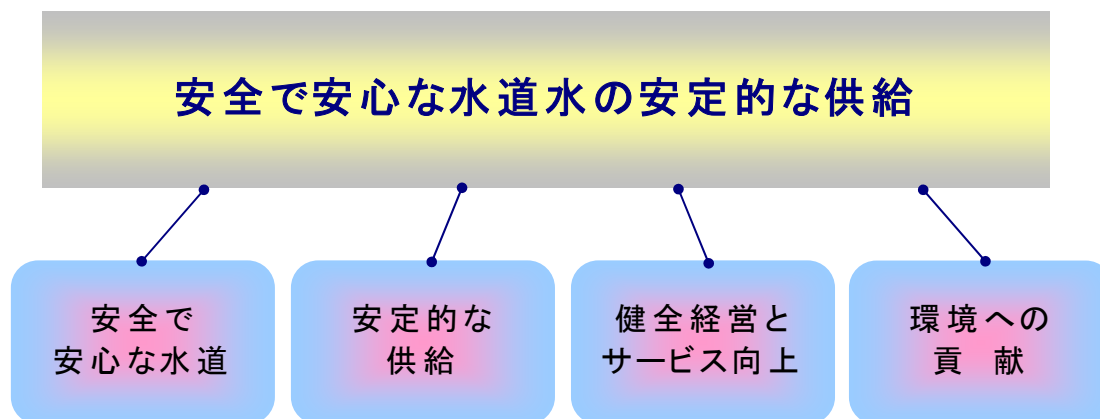 安全で安心な水道水の安定的な供給
安全で
安心な水道
安定的な
供給
健全経営と
サービス向上
環境への
貢　献